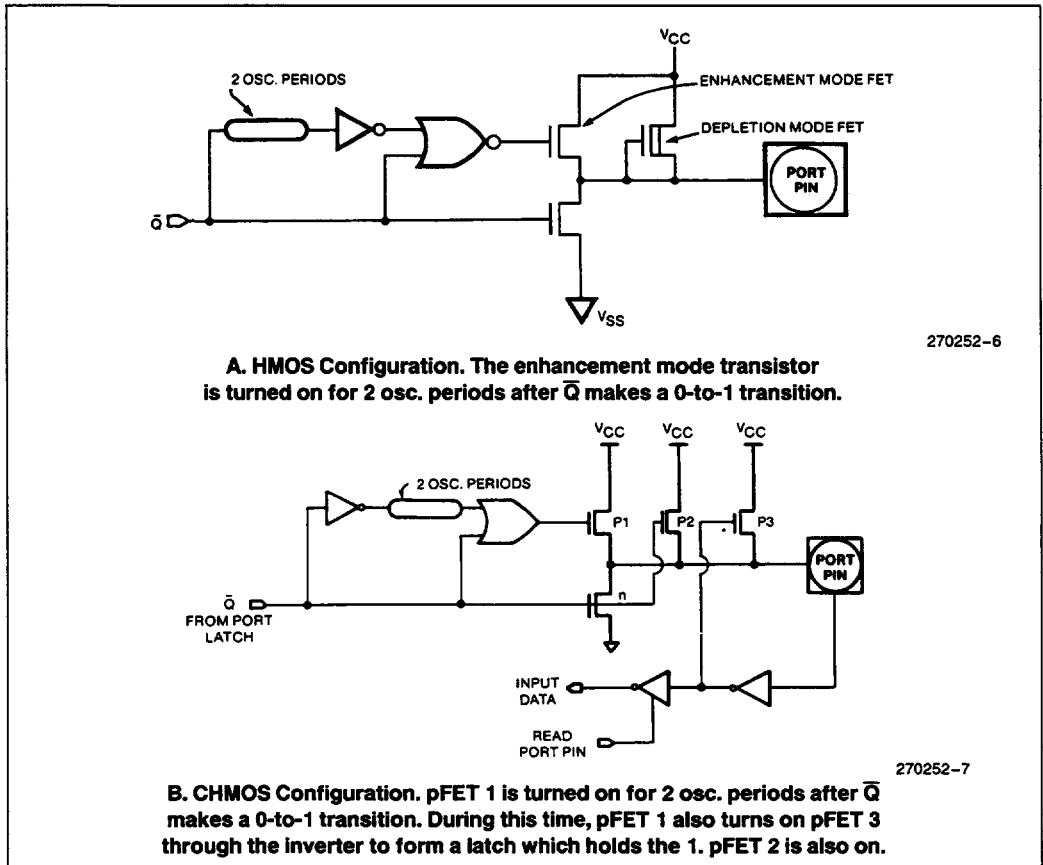 VCC
2 OSC. PERIODS
ENHANCEMENT MODE FET
DEPLETION MODE FET
PORT
PIN
Q̅
VSS
270252-6
A. HMOS Configuration. The enhancement mode transistor
is turned on for 2 osc. periods after Q̅ makes a 0-to-1 transition.
VCC VCC VCC
2 OSC. PERIODS
P1 P2 P3
PORT
PIN
Q̅
FROM PORT
LATCH
n
INPUT
DATA
READ
PORT PIN
270252-7
B. CHMOS Configuration. pFET 1 is turned on for 2 osc. periods after Q̅
makes a 0-to-1 transition. During this time, pFET 1 also turns on pFET 3
through the inverter to form a latch which holds the 1. pFET 2 is also on.